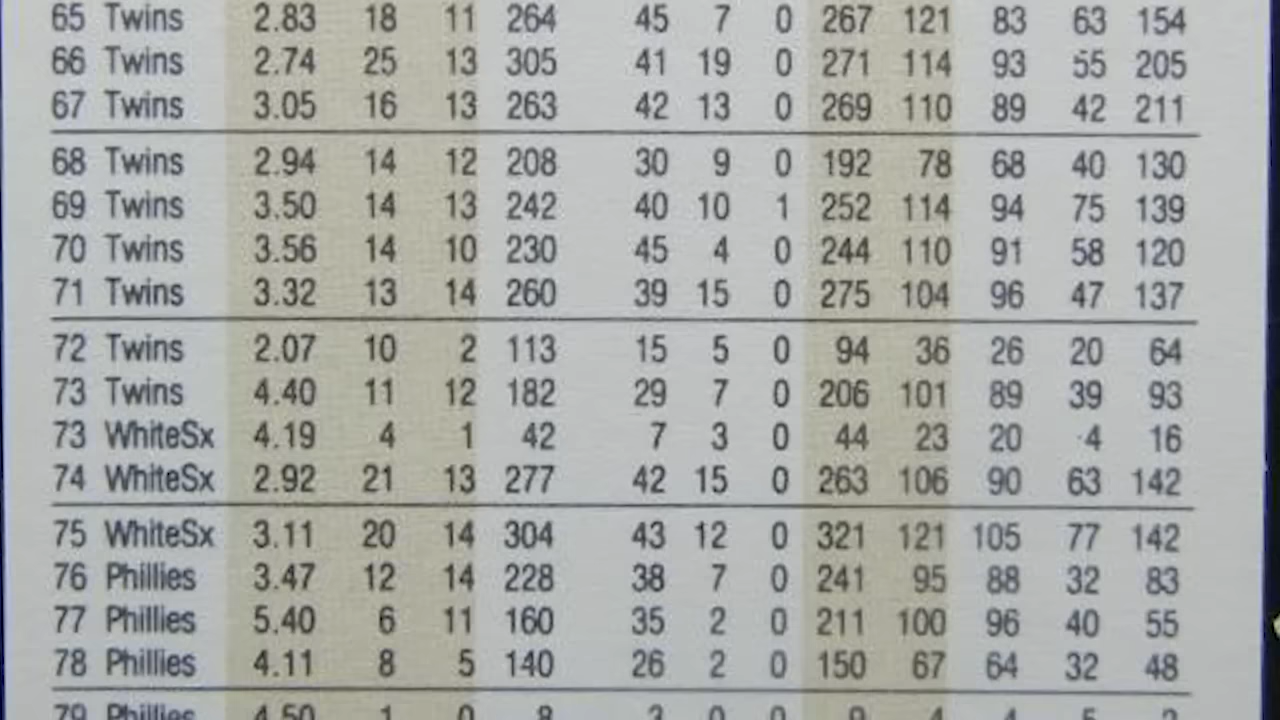 65 Twins 2.83 18 11 264 45 7 0 267 121 83 63 154
66 Twins 2.74 25 13 305 41 19 0 271 114 93 55 205
67 Twins 3.05 16 13 263 42 13 0 269 110 89 42 211
68 Twins 2.94 14 12 208 30 9 0 192 78 68 40 130
69 Twins 3.50 14 13 242 40 10 1 252 114 94 75 139
70 Twins 3.56 14 10 230 45 4 0 244 110 91 58 120
71 Twins 3.32 13 14 260 39 15 0 275 104 96 47 137
72 Twins 2.07 10 2 113 15 5 0 94 36 26 20 64
73 Twins 4.40 11 12 182 29 7 0 206 101 89 39 93
73 WhiteSx 4.19 4 1 42 7 3 0 44 23 20 4 16
74 WhiteSx 2.92 21 13 277 42 15 0 263 106 90 63 142
75 WhiteSx 3.11 20 14 304 43 12 0 321 121 105 77 142
76 Phillies 3.47 12 14 228 38 7 0 241 95 88 32 83
77 Phillies 5.40 6 11 160 35 2 0 211 100 96 40 55
78 Phillies 4.11 8 5 140 26 2 0 150 67 64 32 48
79 Phillies 4.50 1 0 8 3 0 0 9 4 4 5 2